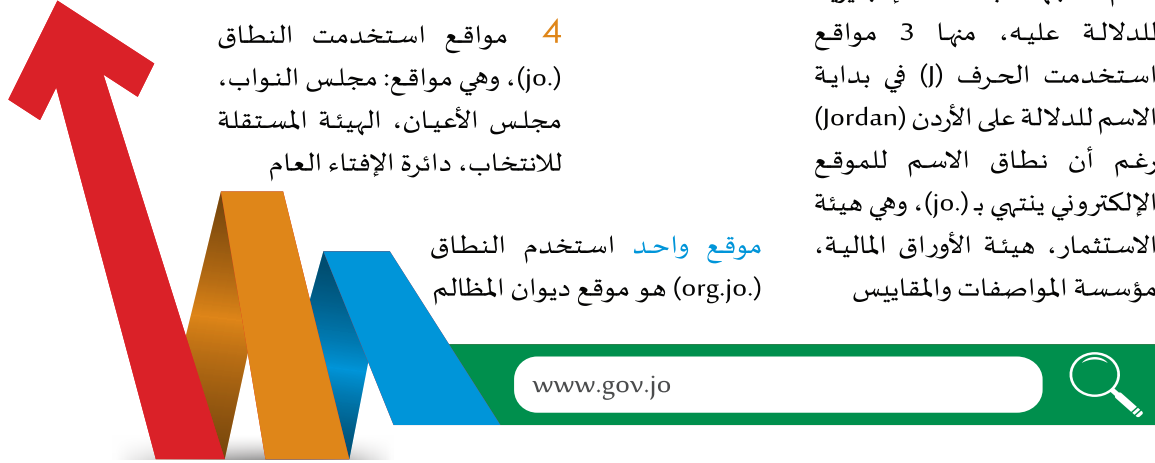 للدلالة عليه، منها 3 مواقع
استخدمت الحرف (J) في بداية
الاسم للدلالة على الأردن (Jordan)
رغم أن نطاق الاسم للموقع
الإلكتروني ينتهي بـ (.jo)، وهي هيئة
الاستثمار، هيئة الأوراق المالية،
مؤسسة المواصفات والمقاييس
4 مواقع استخدمت النطاق
(.jo)، وهي مواقع: مجلس النواب،
مجلس الأعيان، الهيئة المستقلة
للانتخاب، دائرة الإفتاء العام
موقع واحد استخدم النطاق
(.org.jo) هو موقع ديوان المظالم
www.gov.jo